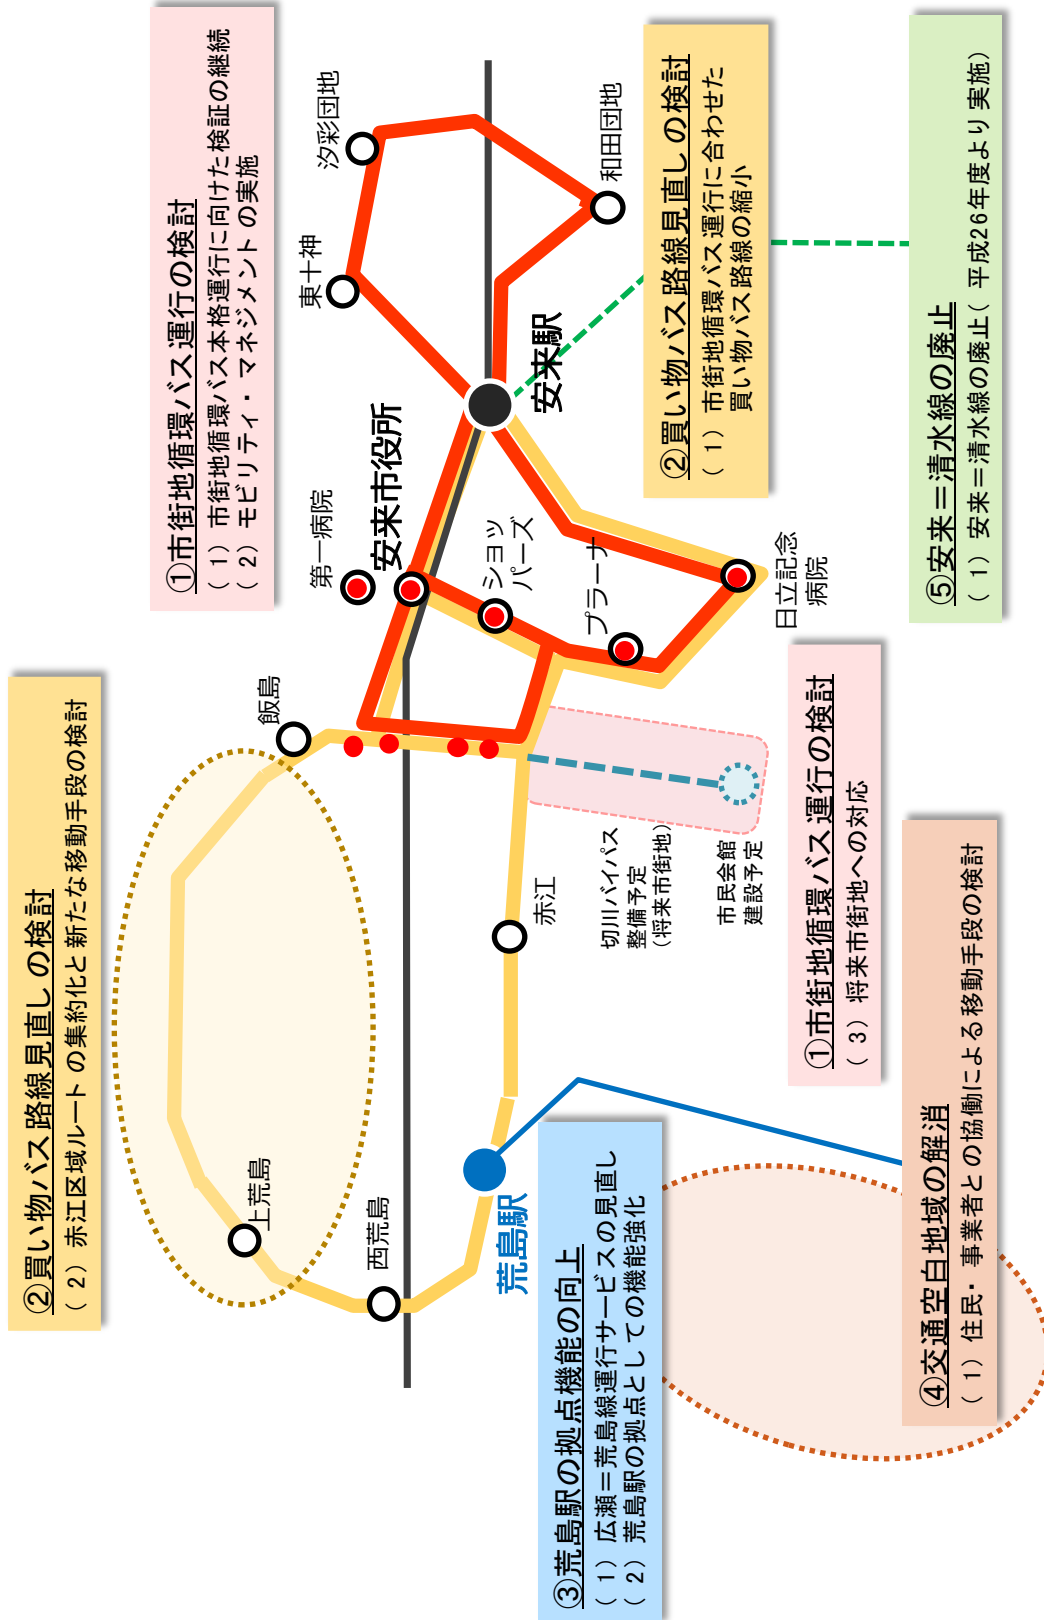 ②買い物バス路線見直しの検討
（2）赤江区域ルートの集約化と新たな移動手段の検討
①市街地循環バス運行の検討
（1）市街地循環バス本格運行に向けた検証の継続
（2）モビリティ・マネジメントの実施
飯島
上荒島
西荒島
第一病院
安来市役所
東十神
汐彩団地
ショッ
パーズ
プラーナ
安来駅
和田団地
日立記念
病院
赤江
荒島駅
切川バイパス
整備予定
（将来市街地）
市民会館
建設予定
②買い物バス路線見直しの検討
（1）市街地循環バス運行に合わせた
買い物バス路線の縮小
③荒島駅の拠点機能の向上
（1）広瀬＝荒島線運行サービスの見直し
（2）荒島駅の拠点としての機能強化
①市街地循環バス運行の検討
（3）将来市街地への対応
④交通空白地域の解消
（1）住民・事業者との協働による移動手段の検討
⑤安来＝清水線の廃止
（1）安来＝清水線の廃止（平成26年度より実施）